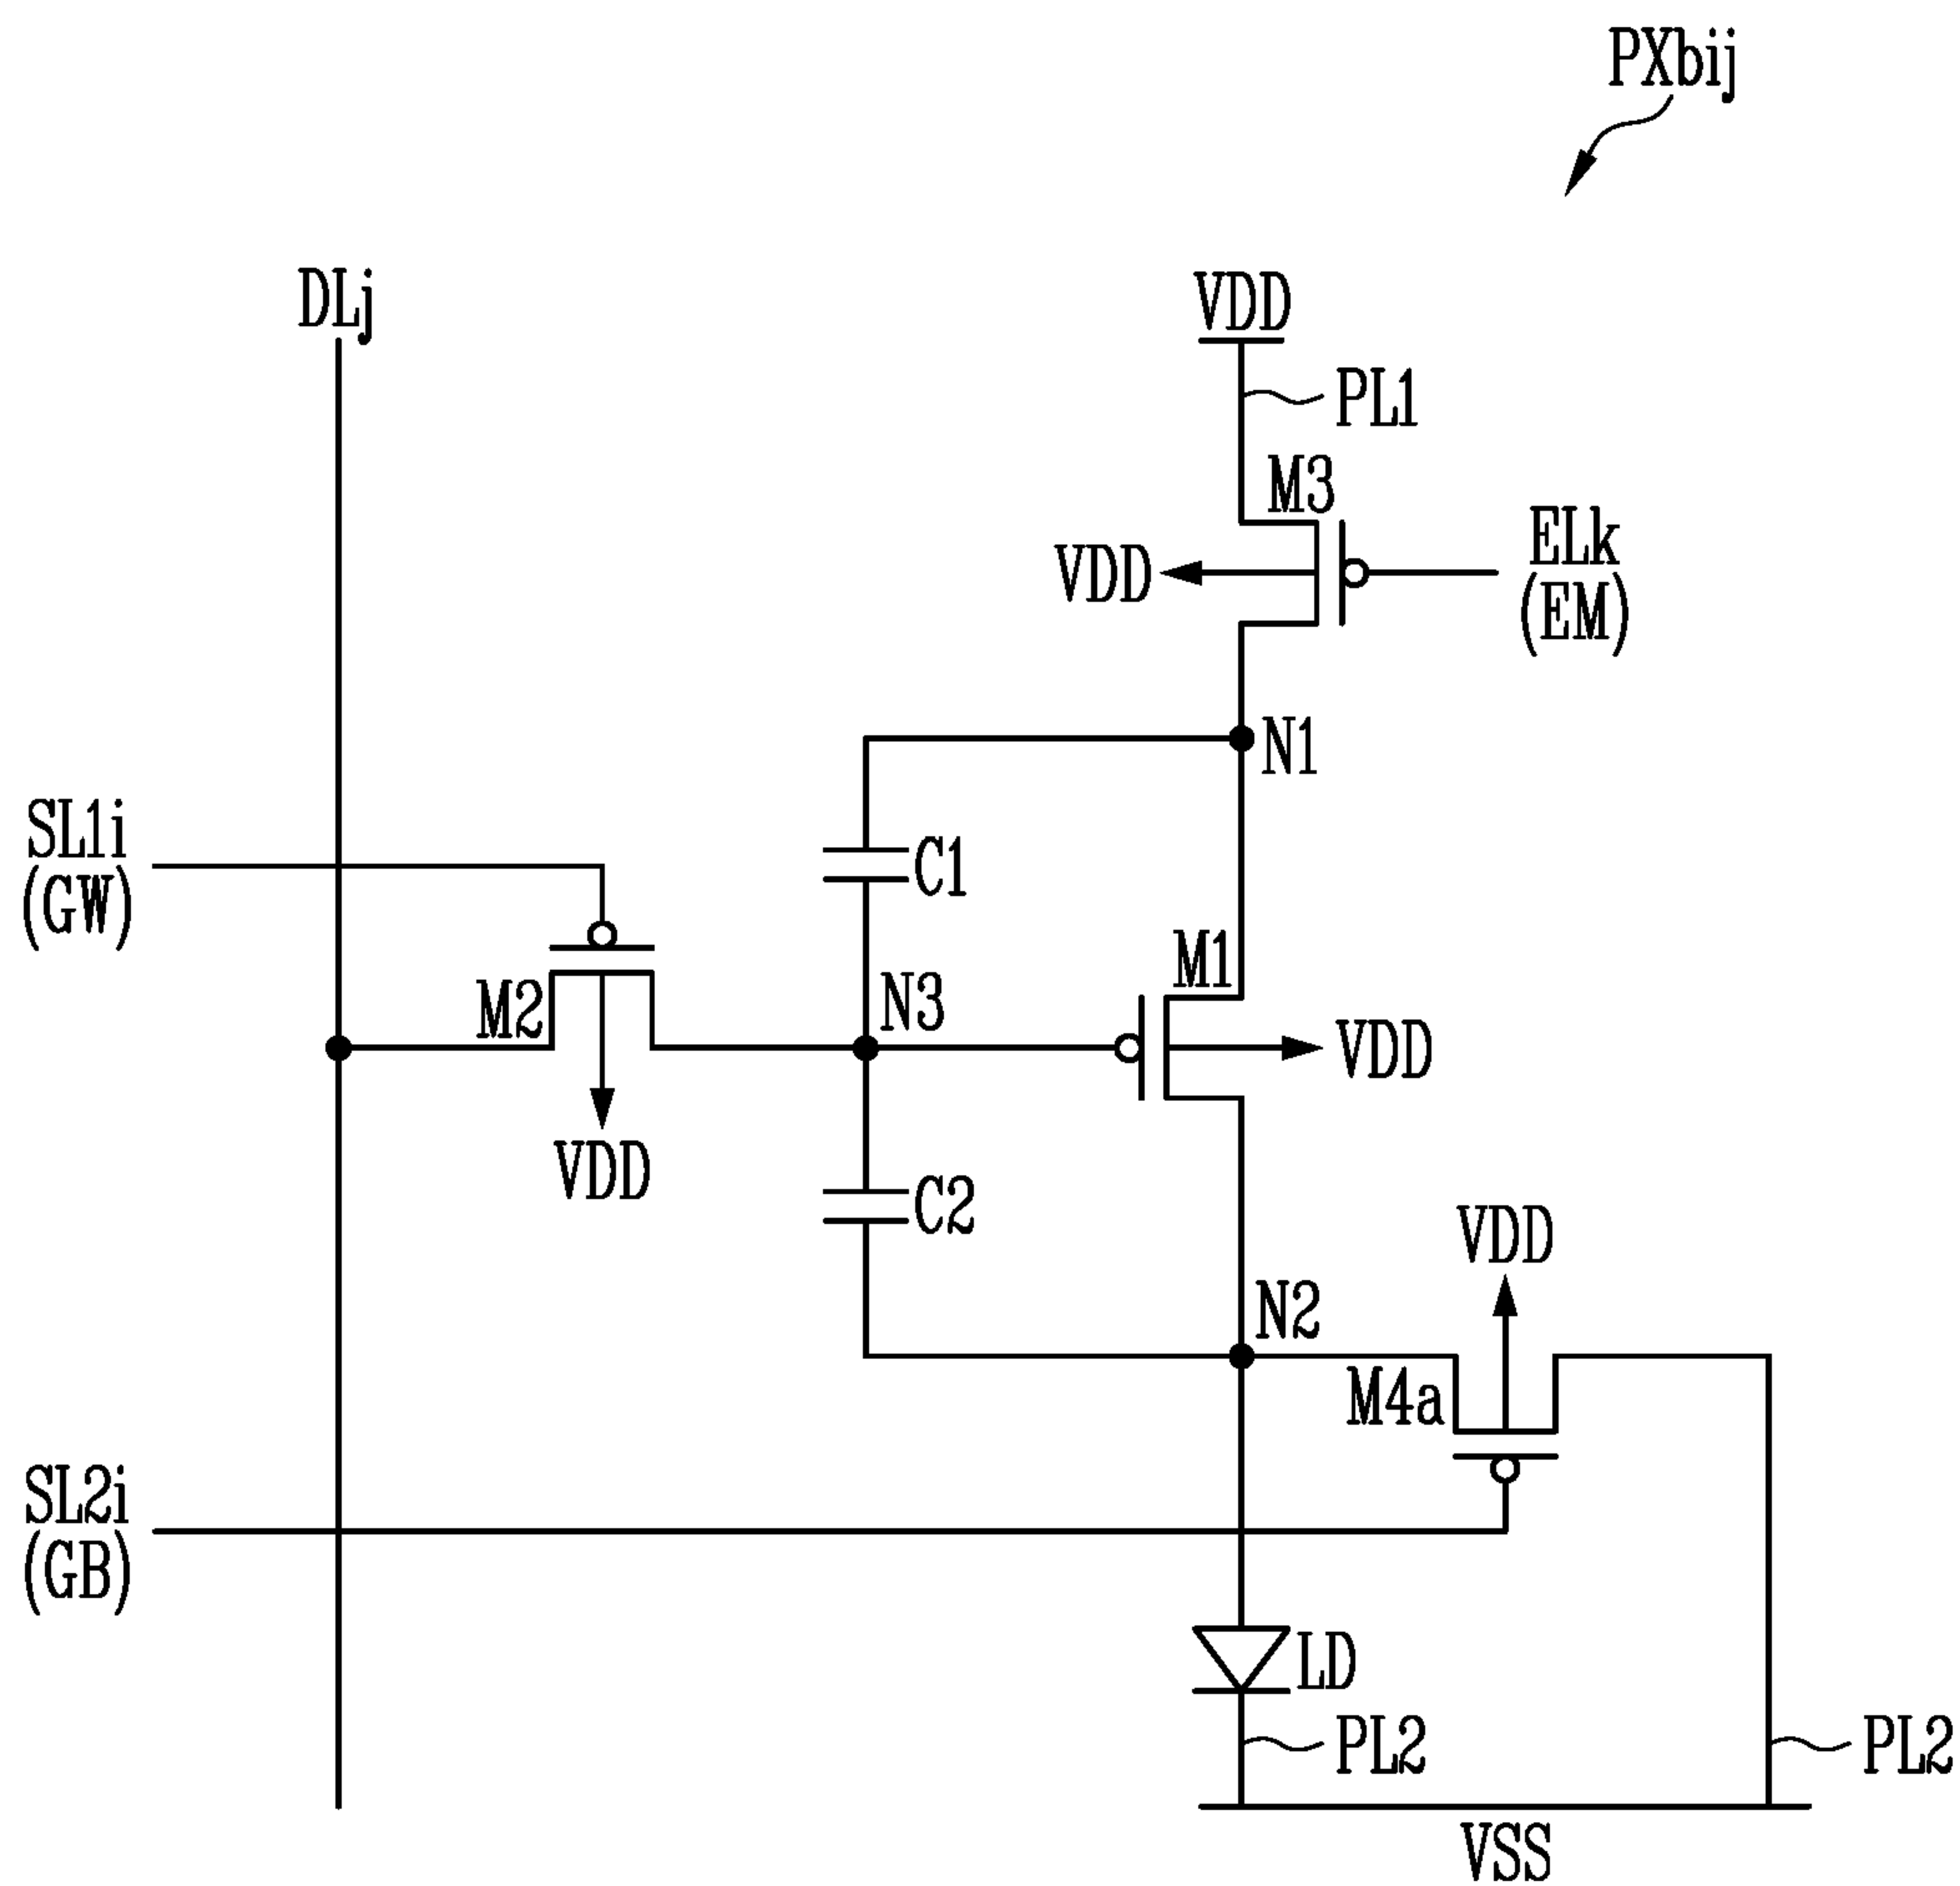 PXbij
DLj
VDD
PL1
M3
VDD
ELk
(EM)
N1
SL1i
(GW)
C1
M1
M2
N3
VDD
VDD
C2
VDD
N2
M4a
SL2i
(GB)
LD
PL2
PL2
VSS